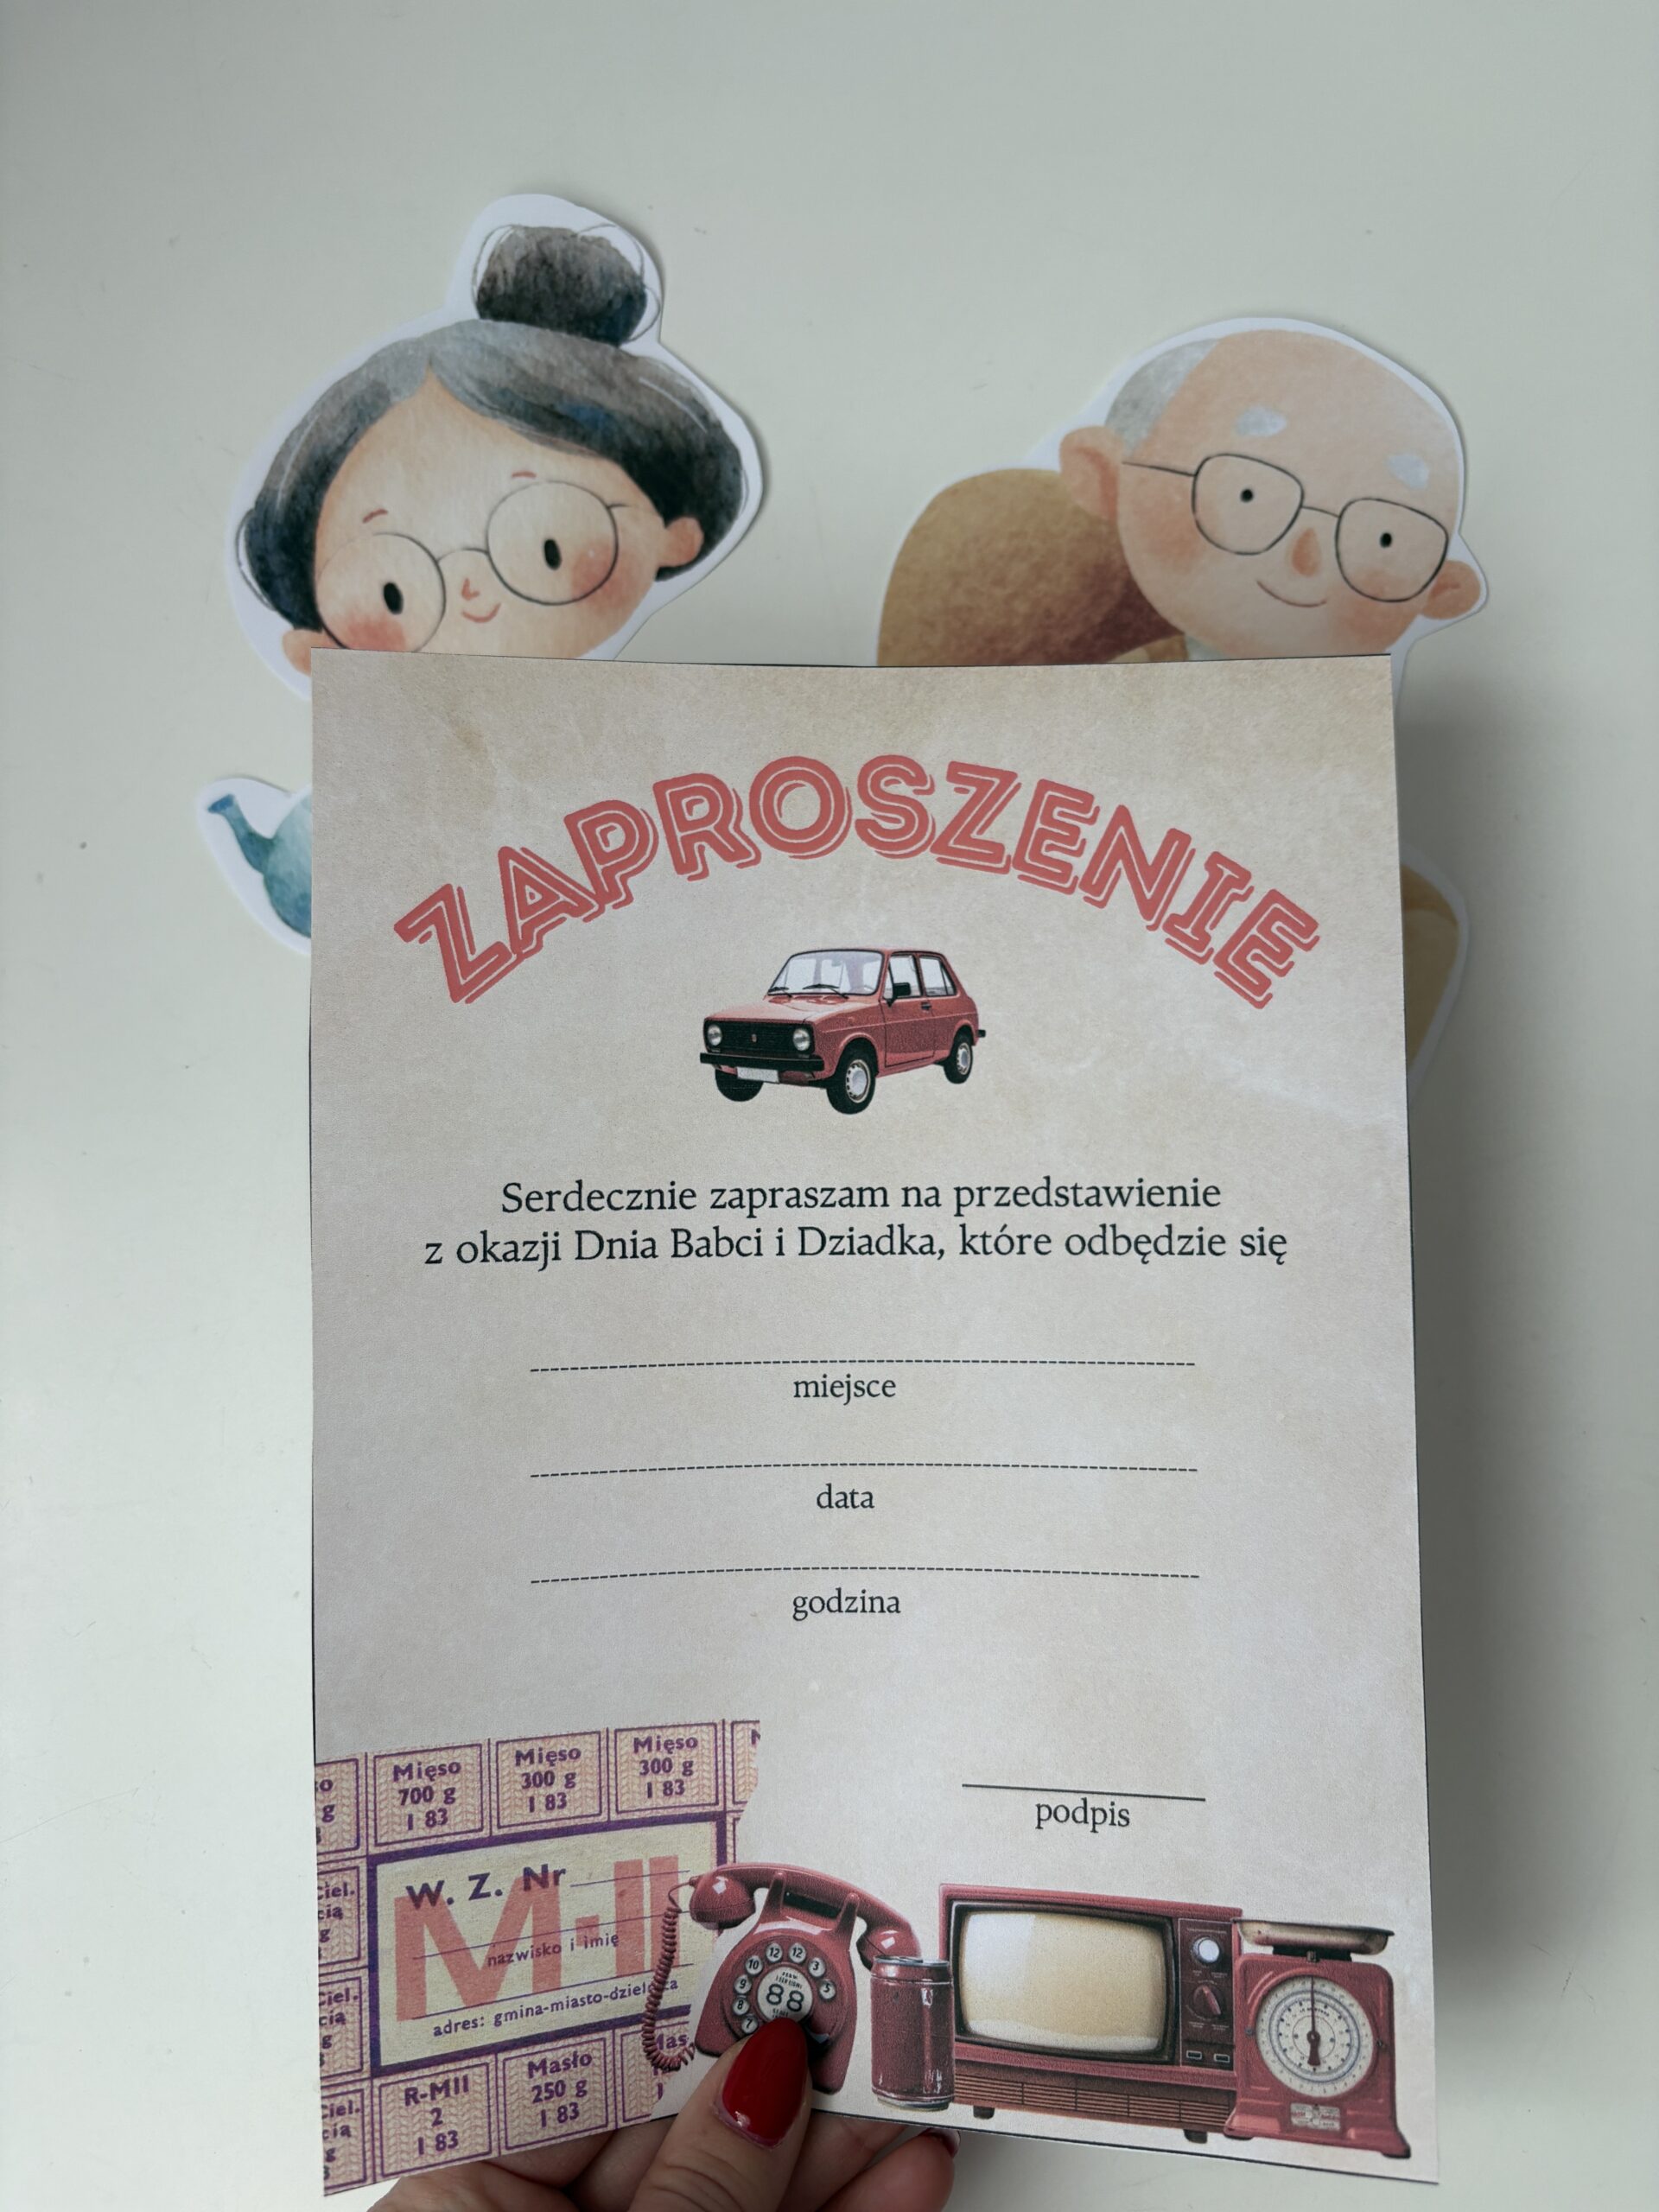 ZAPROSZENIE
Serdecznie zapraszam na przedstawienie
z okazji Dnia Babci i Dziadka, które odbędzie się
miejsce
data
godzina
podpis
Mięso
700 g
I 83
Mięso
300 g
I 83
Mięso
300 g
I 83
W. Z. Nr
M-II
nazwisko i imię
adres: gmina-miasto-dzielnica
R-MII
2
I 83
Masło
250 g
I 83
88